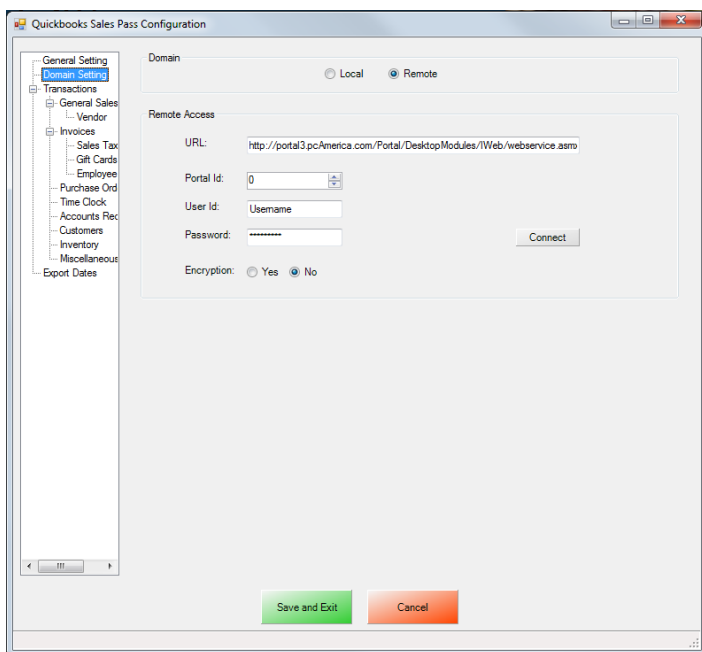 Quickbooks Sales Pass Configuration
General Setting
Domain Setting
Transactions
General Sales
Vendor
Invoices
Sales Tax
Gift Cards
Employee
Purchase Ord
Time Clock
Accounts Rec
Customers
Inventory
Miscellaneous
Export Dates
Domain
Local Remote
Remote Access
URL: http://portal3.pcAmerica.com/Portal/DesktopModules/IWeb/webservice.asmx
Portal Id: 0
User Id: Username
Password: *********
Connect
Encryption: Yes No
Save and Exit Cancel